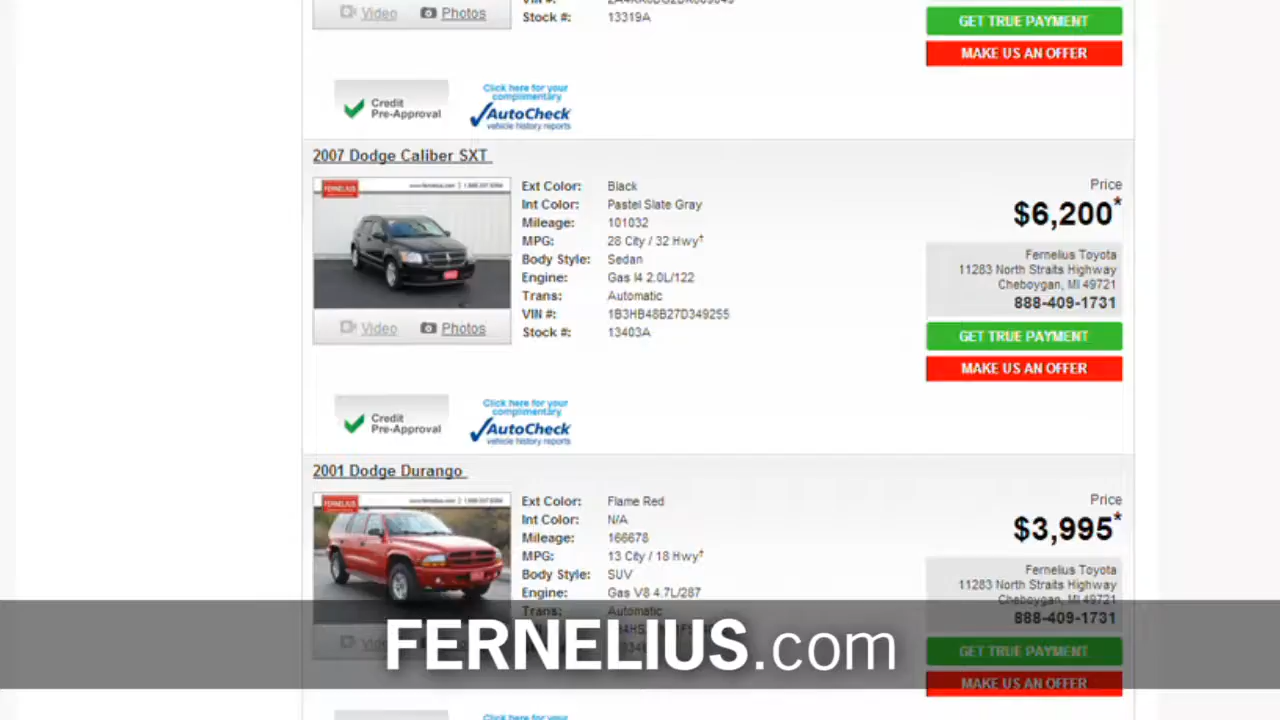 Video Photos
Stock #: 13319A
GET TRUE PAYMENT
MAKE US AN OFFER
Credit
Pre-Approval
Click here for your
complimentary
AutoCheck
vehicle history reports
2007 Dodge Caliber SXT
FERNELIUS
Ext Color: Black
Int Color: Pastel Slate Gray
Mileage: 101032
MPG: 28 City / 32 Hwy†
Body Style: Sedan
Engine: Gas I4 2.0L/122
Trans: Automatic
VIN #: 1B3HB48B27D349255
Stock #: 13403A
Video Photos
Price
$6,200*
Fernelius Toyota
11283 North Straits Highway
Cheboygan, MI 49721
888-409-1731
GET TRUE PAYMENT
MAKE US AN OFFER
Credit
Pre-Approval
Click here for your
complimentary
AutoCheck
vehicle history reports
2001 Dodge Durango
FERNELIUS
Ext Color: Flame Red
Int Color: N/A
Mileage: 166678
MPG: 13 City / 18 Hwy†
Body Style: SUV
Engine: Gas V8 4.7L/287
Trans: Automatic
Price
$3,995*
Fernelius Toyota
11283 North Straits Highway
Cheboygan, MI 49721
888-409-1731
GET TRUE PAYMENT
MAKE US AN OFFER
FERNELIUS.com
Click here for your